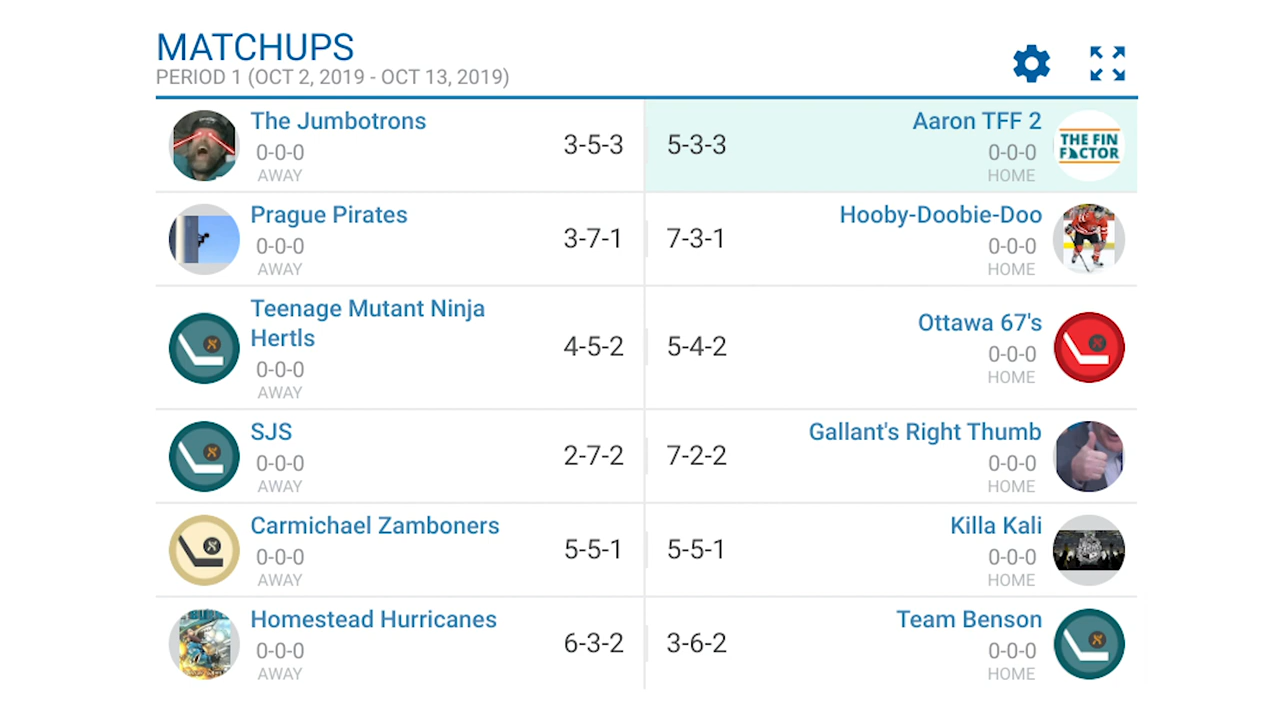 MATCHUPS
PERIOD 1 (OCT 2, 2019 - OCT 13, 2019)
The Jumbotrons
0-0-0
AWAY
3-5-3
5-3-3
Aaron TFF 2
0-0-0
HOME
THE FIN
FACTOR
Prague Pirates
0-0-0
AWAY
3-7-1
7-3-1
Hooby-Doobie-Doo
0-0-0
HOME
Teenage Mutant Ninja
Hertls
0-0-0
AWAY
4-5-2
5-4-2
Ottawa 67's
0-0-0
HOME
SJS
0-0-0
AWAY
2-7-2
7-2-2
Gallant's Right Thumb
0-0-0
HOME
Carmichael Zamboners
0-0-0
AWAY
5-5-1
5-5-1
Killa Kali
0-0-0
HOME
Homestead Hurricanes
0-0-0
AWAY
6-3-2
3-6-2
Team Benson
0-0-0
HOME